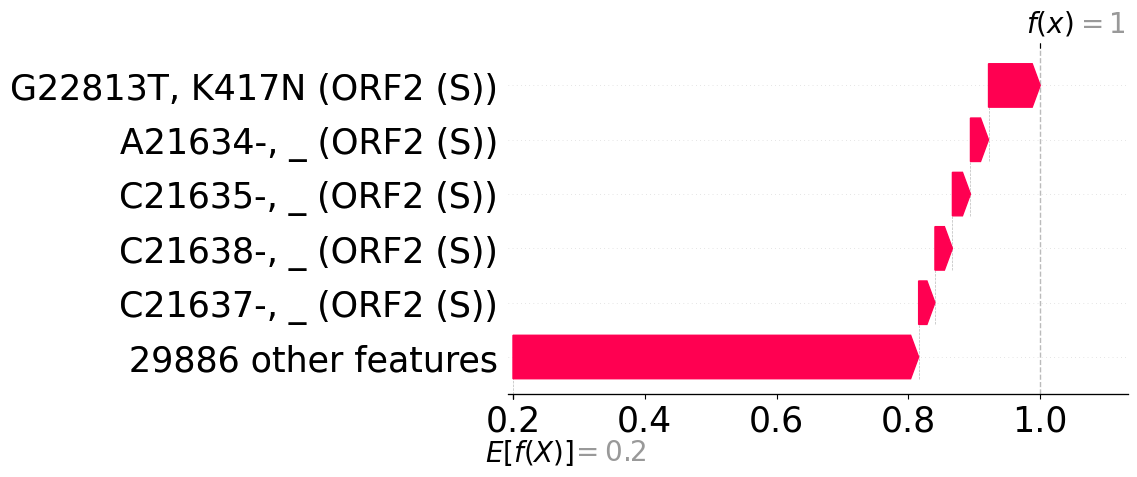 f(x) = 1
G22813T, K417N (ORF2 (S))
A21634-, _ (ORF2 (S))
C21635-, _ (ORF2 (S))
C21638-, _ (ORF2 (S))
C21637-, _ (ORF2 (S))
29886 other features
0.2 0.4 0.6 0.8 1.0
E[f(X)] = 0.2